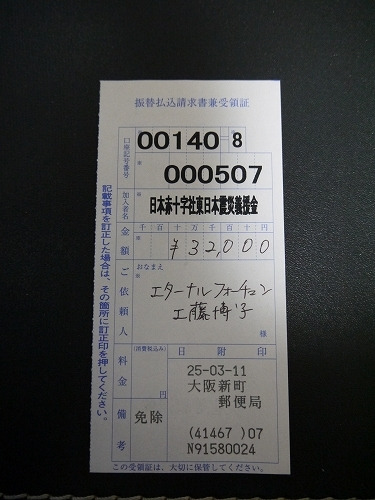 振替払込請求書兼受領証
口座記号番号
00140-8
000507
加入者名
日本赤十字社東日本震災義援金
金額
千百十万千百十円
¥32,000
ご依頼人
おなまえ
エターナルフォーチュン
工藤博子
様
料金
(消費税込み)
円
備考
免除
日附印
25-03-11
大阪新町
郵便局
(41467)07
N91580024
記載事項を訂正した場合は、その箇所に訂正印を押してください。
この受領証は、大切に保管してください。